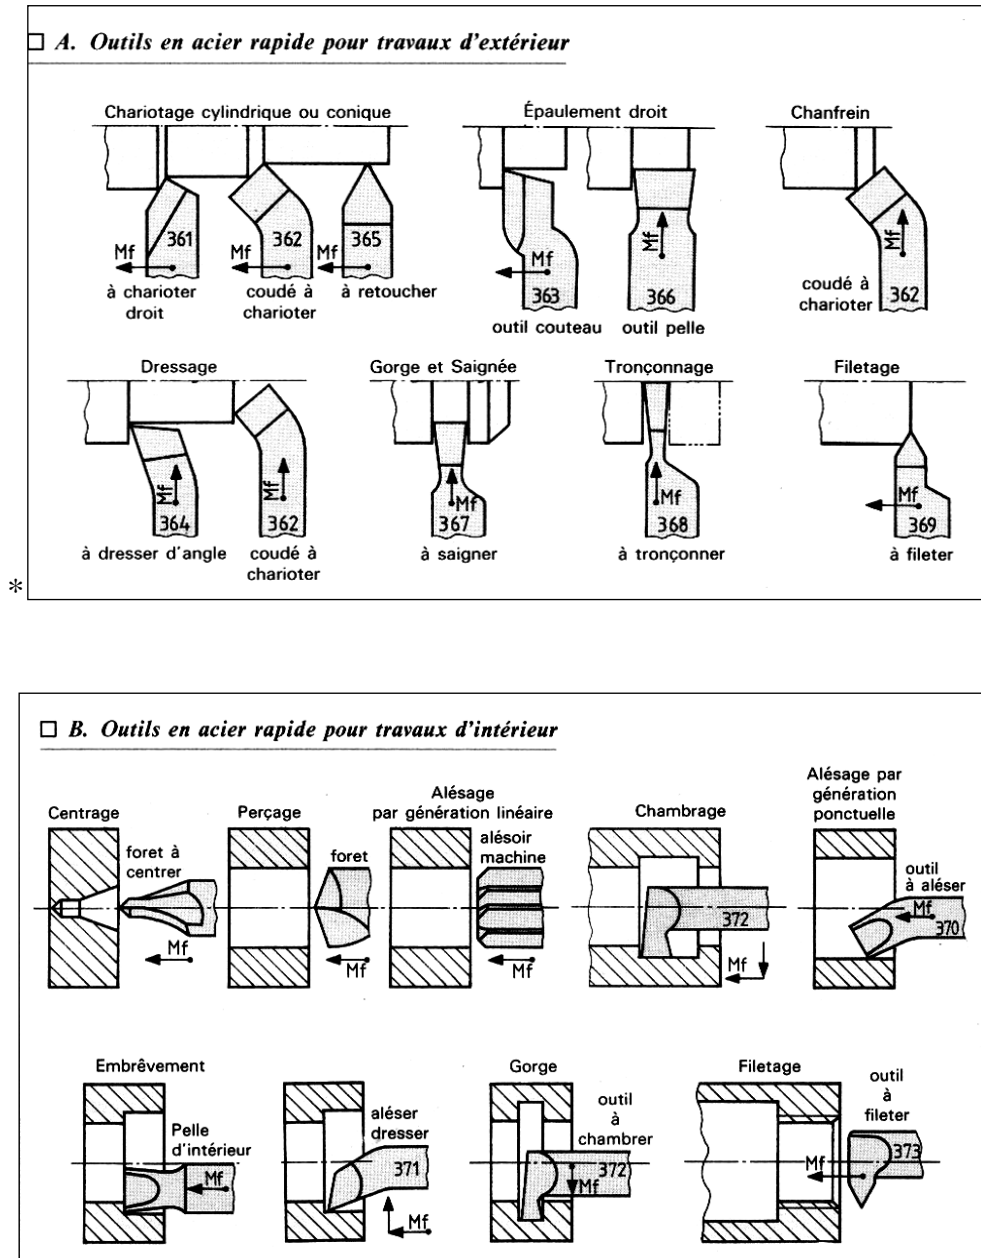 □ A. Outils en acier rapide pour travaux d'extérieur
Chariotage cylindrique ou conique
361
Mf
à charioter
droit
362
Mf
coudé à
charioter
365
Mf
à retoucher
Épaulement droit
Mf
363
outil couteau
Mf
366
outil pelle
Chanfrein
Mf
coudé à
charioter
362
Dressage
Mf
364
à dresser d'angle
Mf
362
coudé à
charioter
Gorge et Saignée
Mf
367
à saigner
Tronçonnage
Mf
368
à tronçonner
Filetage
Mf
369
à fileter
*
□ B. Outils en acier rapide pour travaux d'intérieur
Centrage
foret à
centrer
Mf
Perçage
foret
Mf
Alésage
par génération linéaire
alésoir
machine
Mf
Chambrage
372
Mf
Alésage par
génération
ponctuelle
outil
à aléser
Mf
370
Embrêvement
Pelle
d'intérieur
Mf
aléser
dresser
371
Mf
Gorge
outil
à
chambrer
372
Mf
Filetage
outil
à
fileter
373
Mf